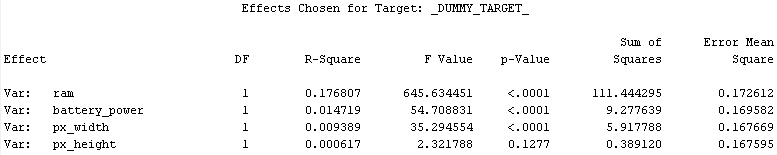 Effects Chosen for Target: _DUMMY_TARGET_
Sum of Error Mean
Effect DF R-Square F Value p-Value Squares Square
Var: ram 1 0.176807 645.634451 <.0001 111.444295 0.172612
Var: battery_power 1 0.014719 54.708831 <.0001 9.277639 0.169582
Var: px_width 1 0.009389 35.294554 <.0001 5.917788 0.167669
Var: px_height 1 0.000617 2.321788 0.1277 0.389120 0.167595